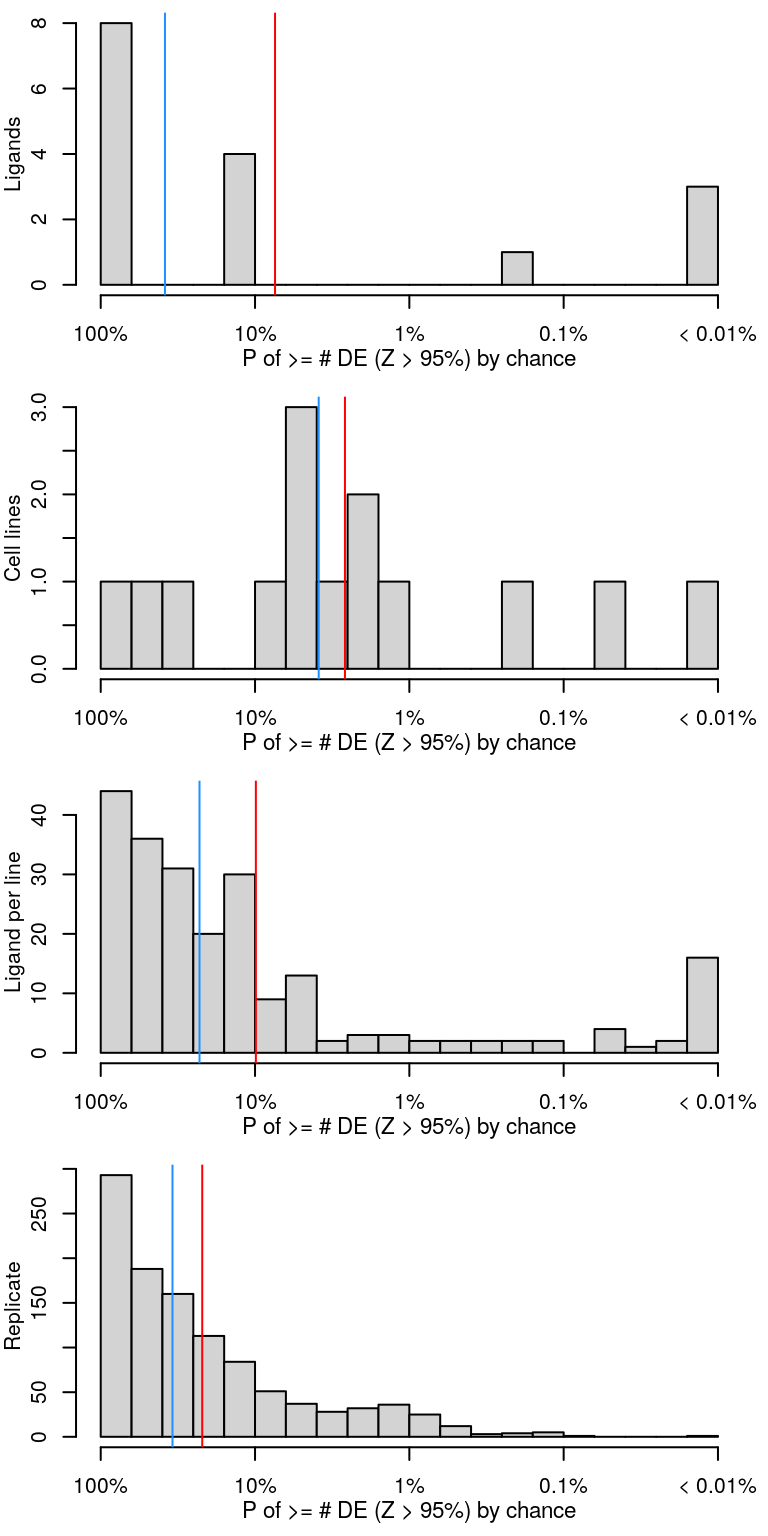 Ligands
8
6
4
2
0
100% 10% 1% 0.1% < 0.01%
P of >= # DE (Z > 95%) by chance
Cell lines
3.0
2.0
1.0
0.0
100% 10% 1% 0.1% < 0.01%
P of >= # DE (Z > 95%) by chance
Ligand per line
40
30
20
10
0
100% 10% 1% 0.1% < 0.01%
P of >= # DE (Z > 95%) by chance
Replicate
250
150
50
0
100% 10% 1% 0.1% < 0.01%
P of >= # DE (Z > 95%) by chance